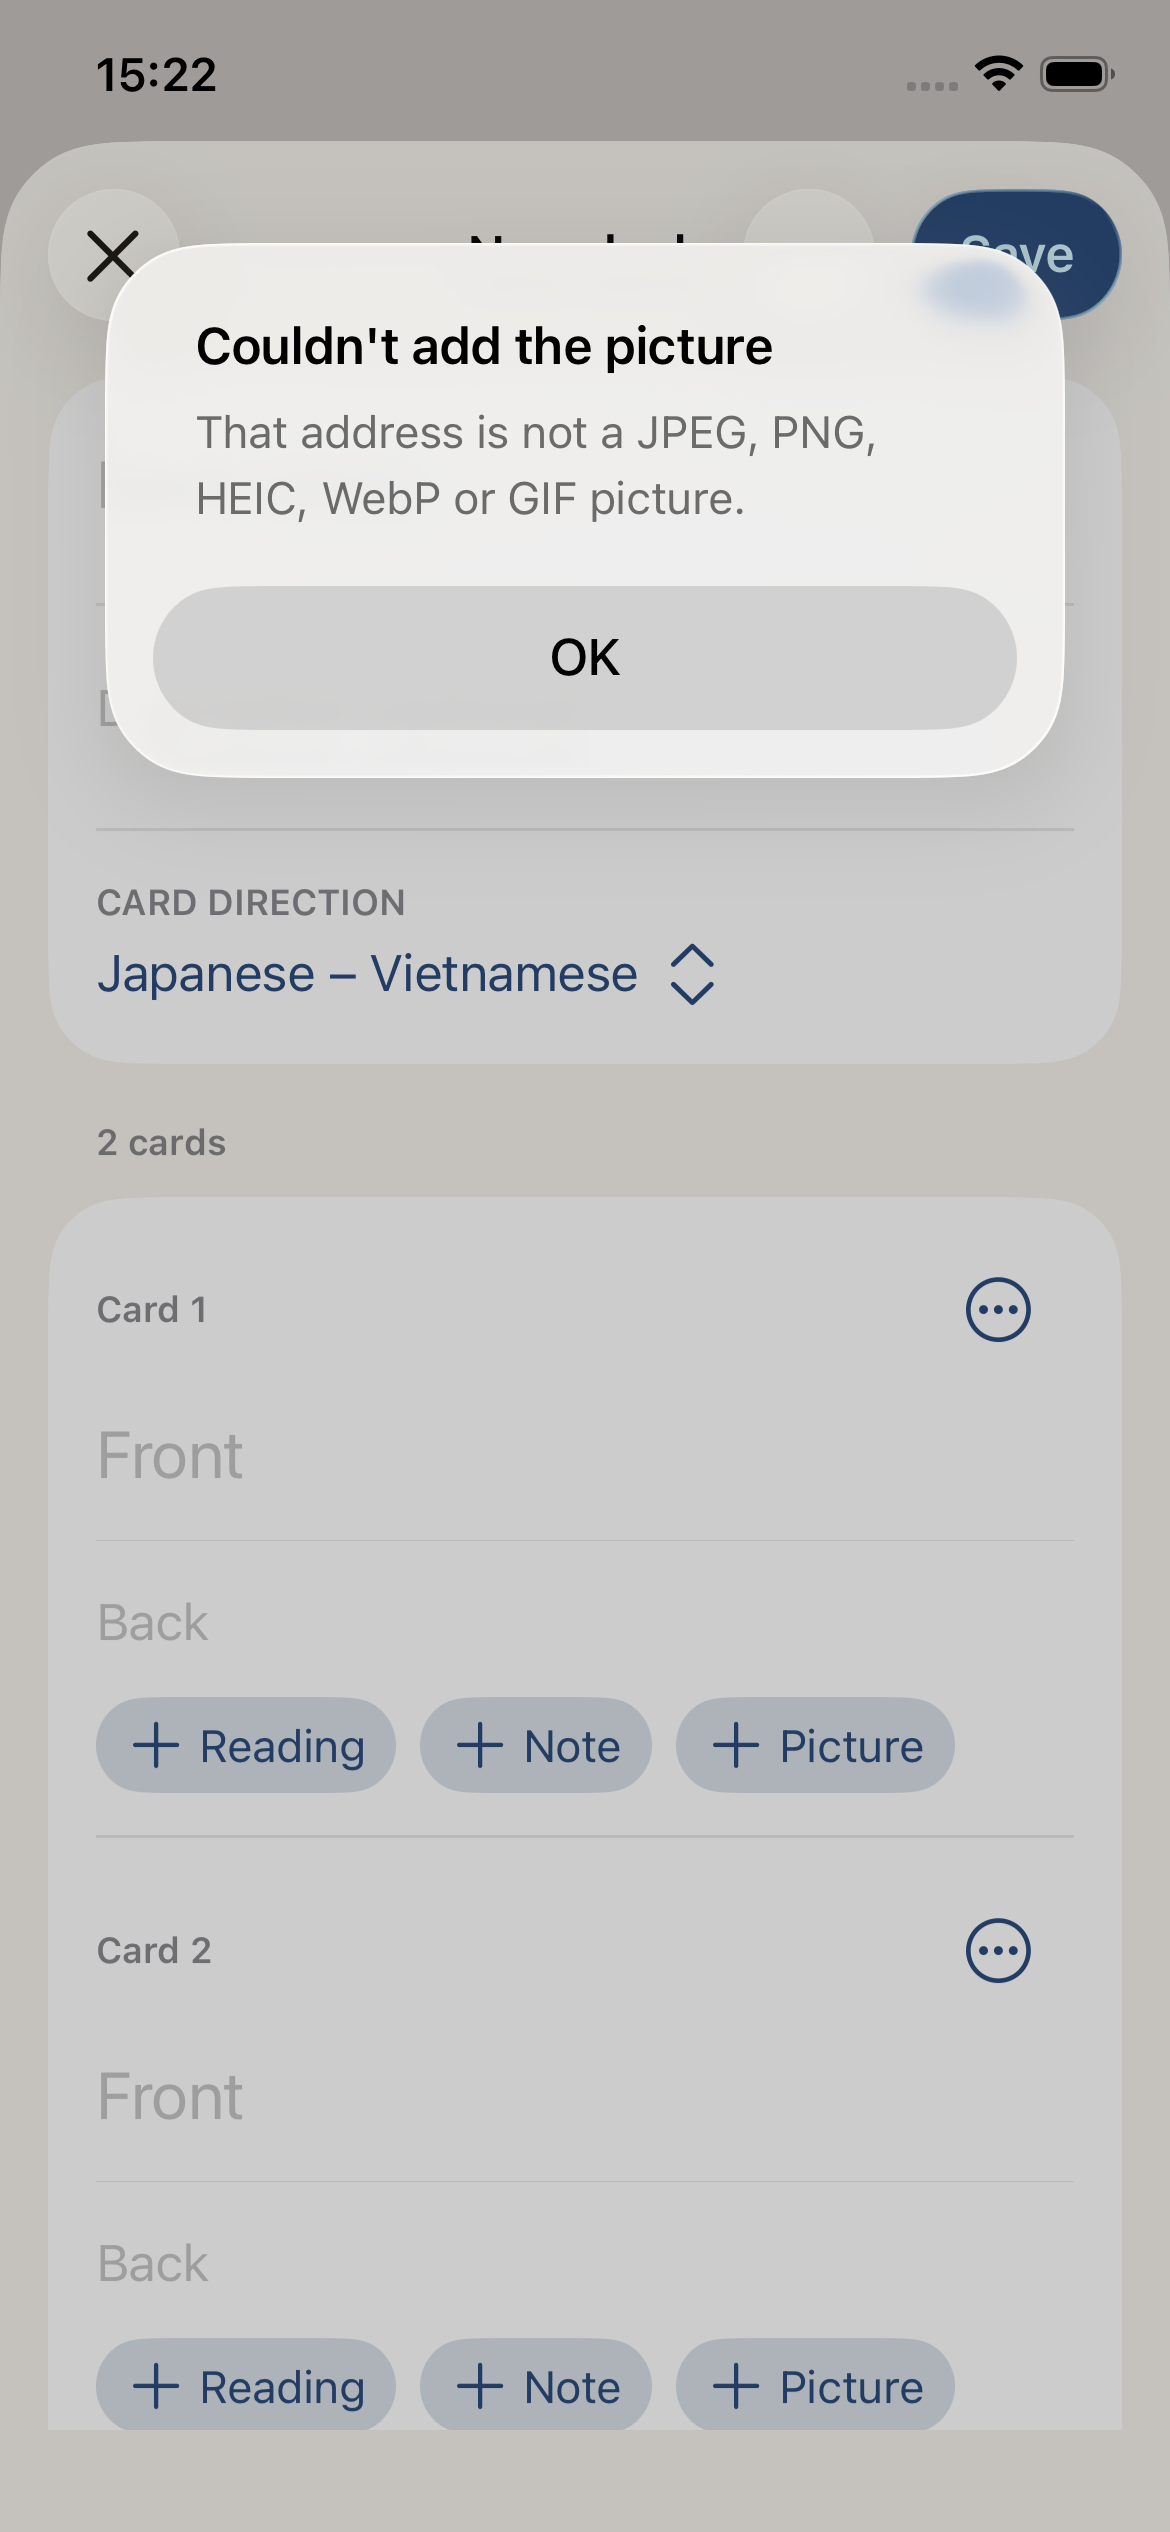 15:22
Save
Couldn't add the picture
That address is not a JPEG, PNG,
HEIC, WebP or GIF picture.
OK
CARD DIRECTION
Japanese – Vietnamese
2 cards
Card 1
Front
Back
Reading
Note
Picture
Card 2
Front
Back
Reading
Note
Picture